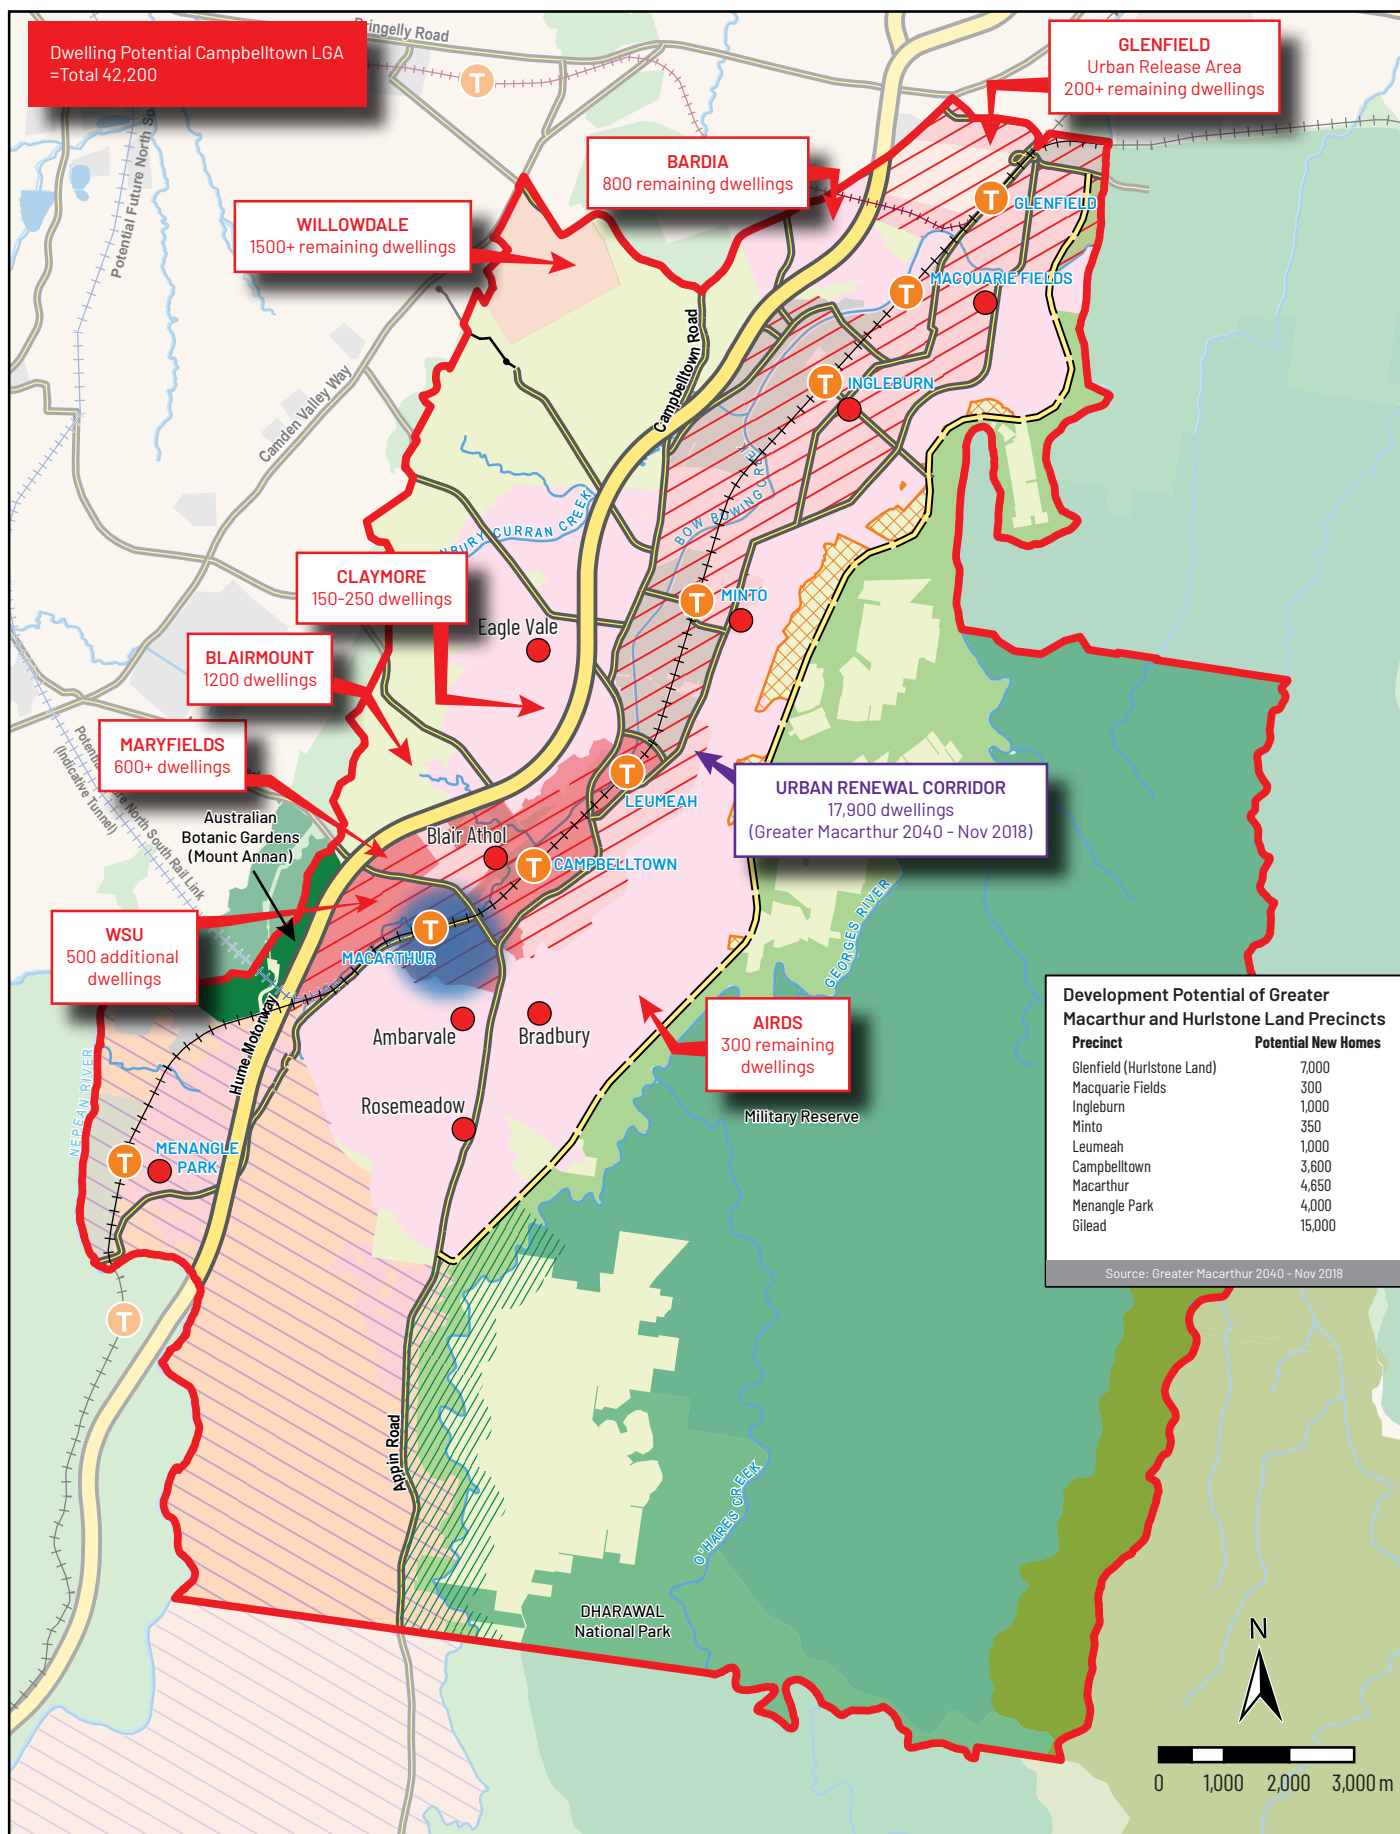 Dwelling Potential Campbelltown LGA
=Total 42,200
Bringelly Road
GLENFIELD
Urban Release Area
200+ remaining dwellings
BARDIA
800 remaining dwellings
WILLOWDALE
1500+ remaining dwellings
Potential Future North So
T
T
GLENFIELD
T
MACQUARIE FIELDS
Campbelltown Road
Camden Valley Way
T
INGLEBURN
BOW BOWING CREEK
NBURY CURRAN CREEK
CLAYMORE
150-250 dwellings
T
MINTO
Eagle Vale
BLAIRMOUNT
1200 dwellings
MARYFIELDS
600+ dwellings
Potential
re North South Rail Link
(Indicative Tunnel)
T
LEUMEAH
URBAN RENEWAL CORRIDOR
17,900 dwellings
(Greater Macarthur 2040 - Nov 2018)
Australian
Botanic Gardens
(Mount Annan)
Blair Athol
T
CAMPBELLTOWN
WSU
500 additional
dwellings
T
MACARTHUR
GEORGES RIVER
Hume Motorway
Ambarvale
Bradbury
AIRDS
300 remaining
dwellings
Military Reserve
Rosemeadow
NEPEAN RIVER
T
MENANGLE
PARK
T
Development Potential of Greater
Macarthur and Hurlstone Land Precincts
Precinct Potential New Homes
Glenfield (Hurlstone Land) 7,000
Macquarie Fields 300
Ingleburn 1,000
Minto 350
Leumeah 1,000
Campbelltown 3,600
Macarthur 4,650
Menangle Park 4,000
Gilead 15,000
Source: Greater Macarthur 2040 - Nov 2018
Appin Road
O'HARES CREEK
DHARAWAL
National Park
N
0 1,000 2,000 3,000 m